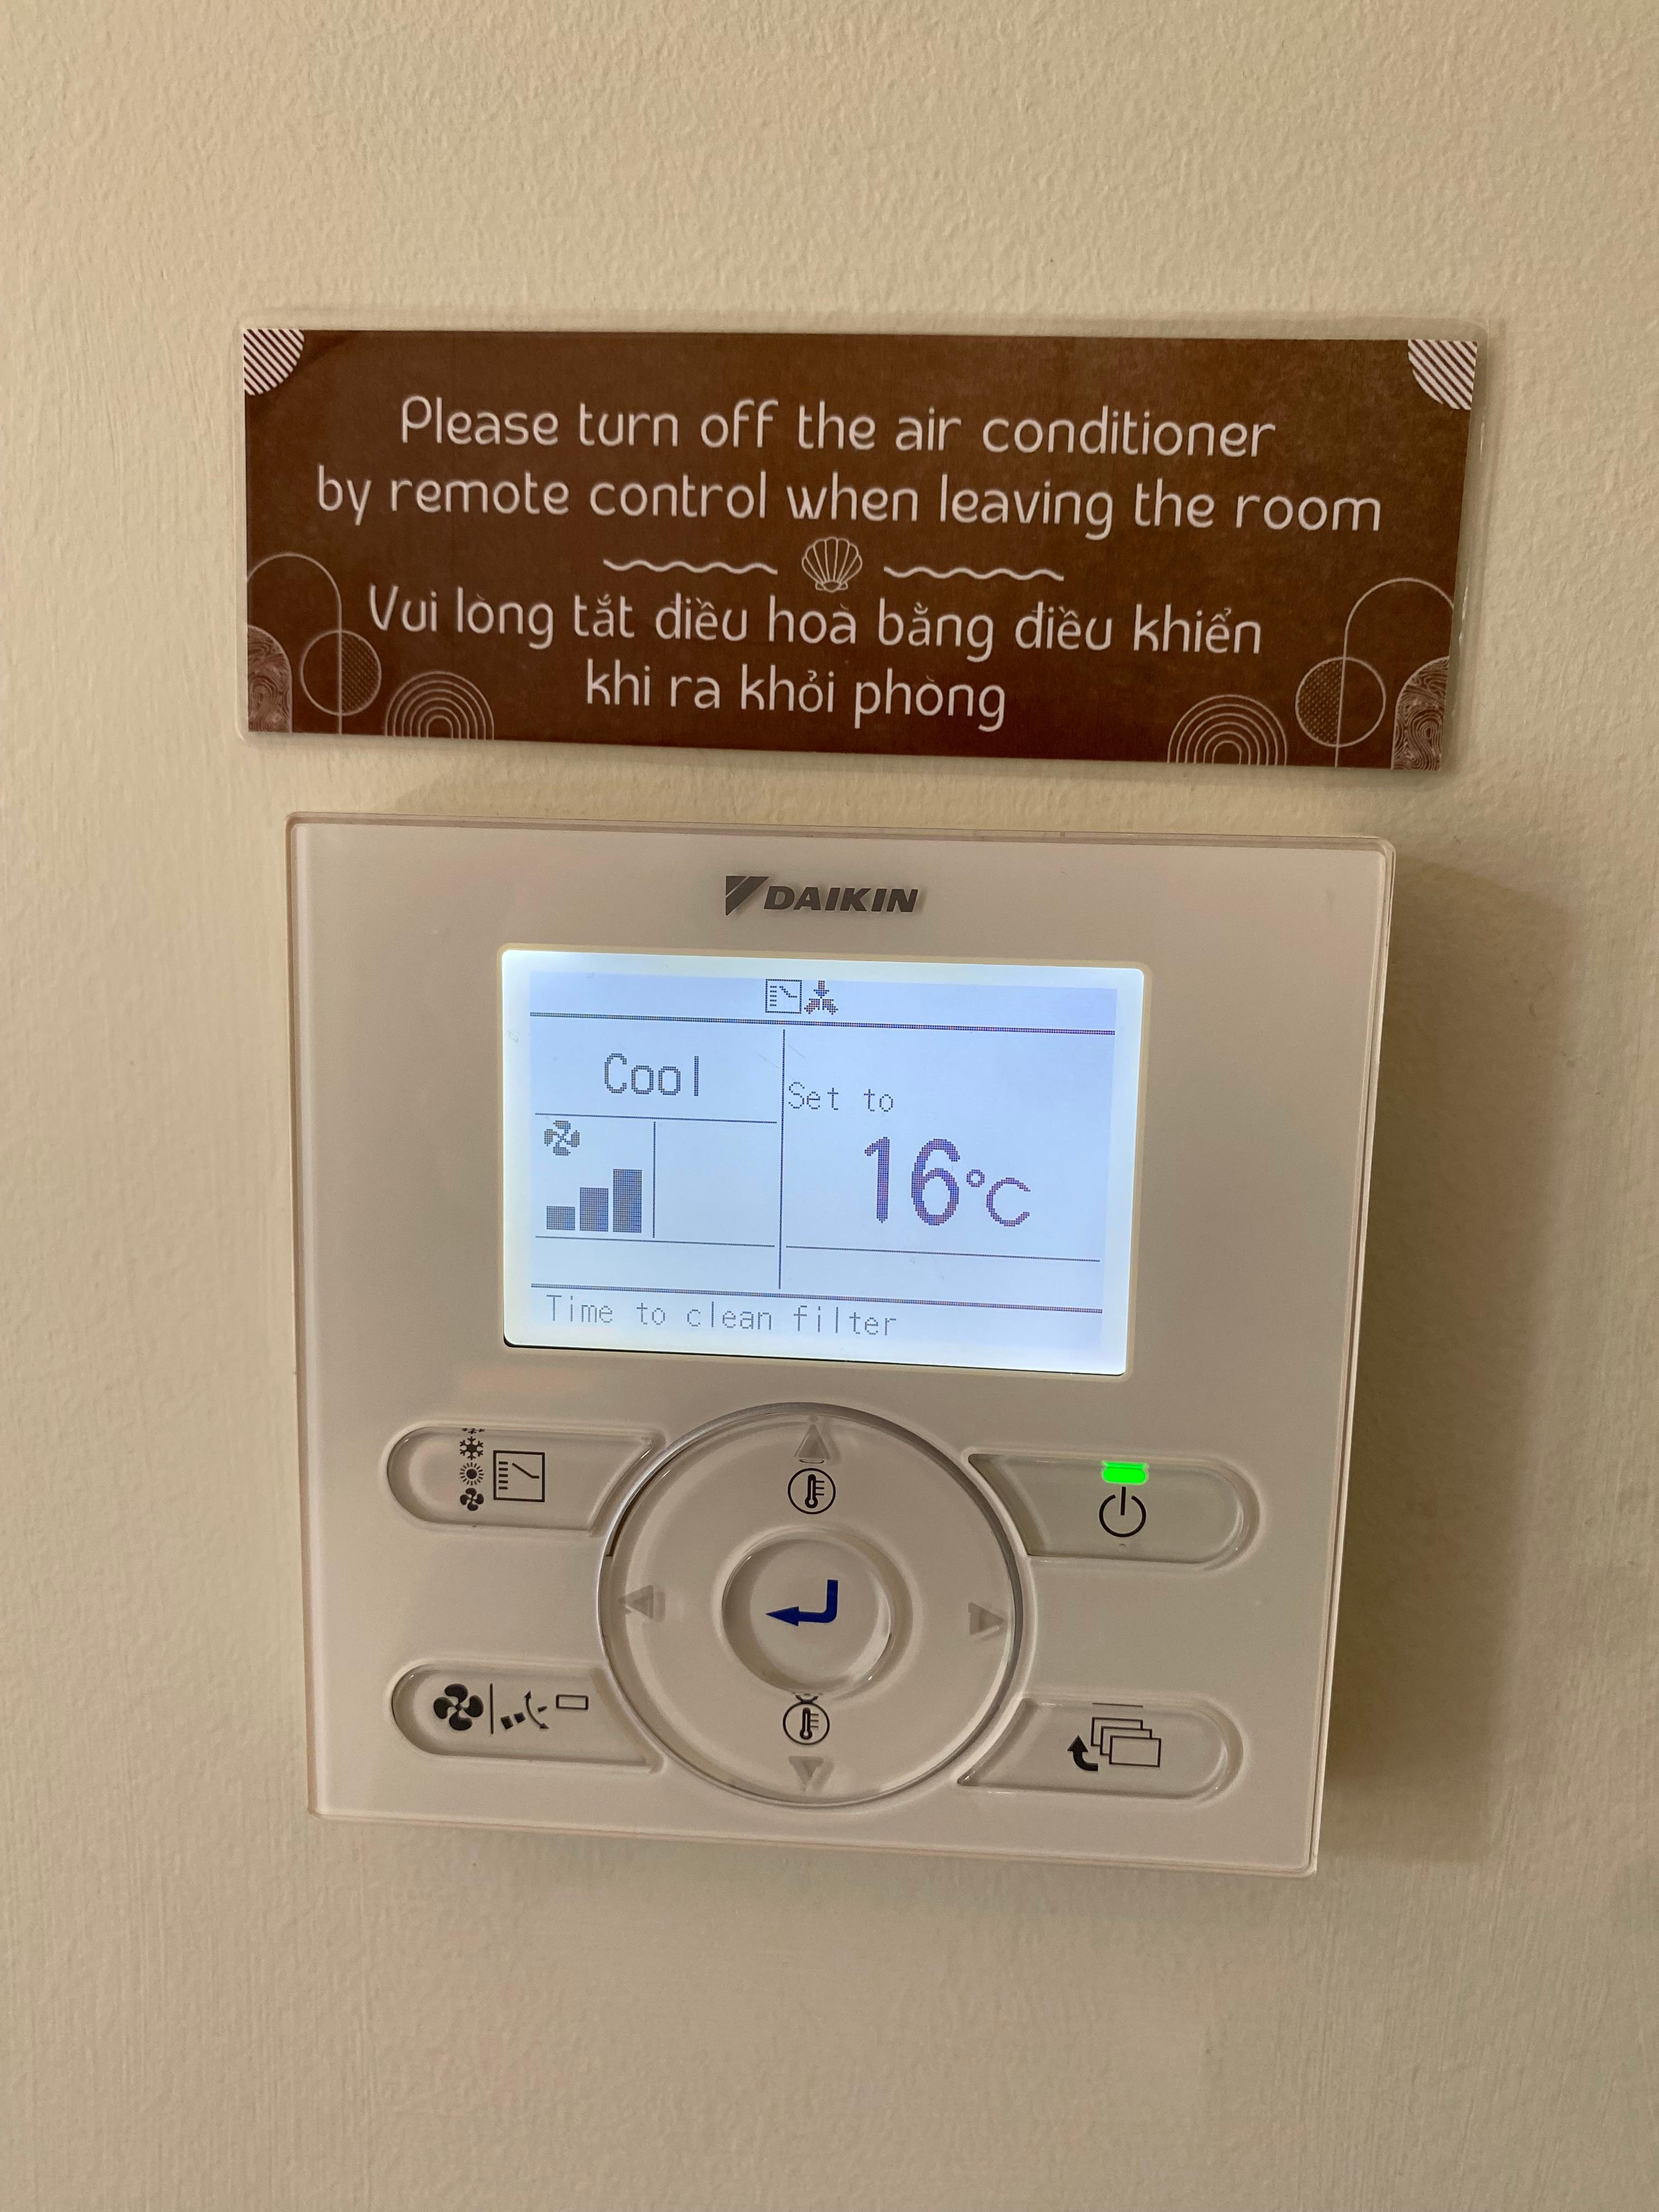 Please turn off the air conditioner
by remote control when leaving the room
Vui lòng tắt điều hoà bằng điều khiển
khi ra khỏi phòng
DAIKIN
Cool
Set to
16°C
Time to clean filter